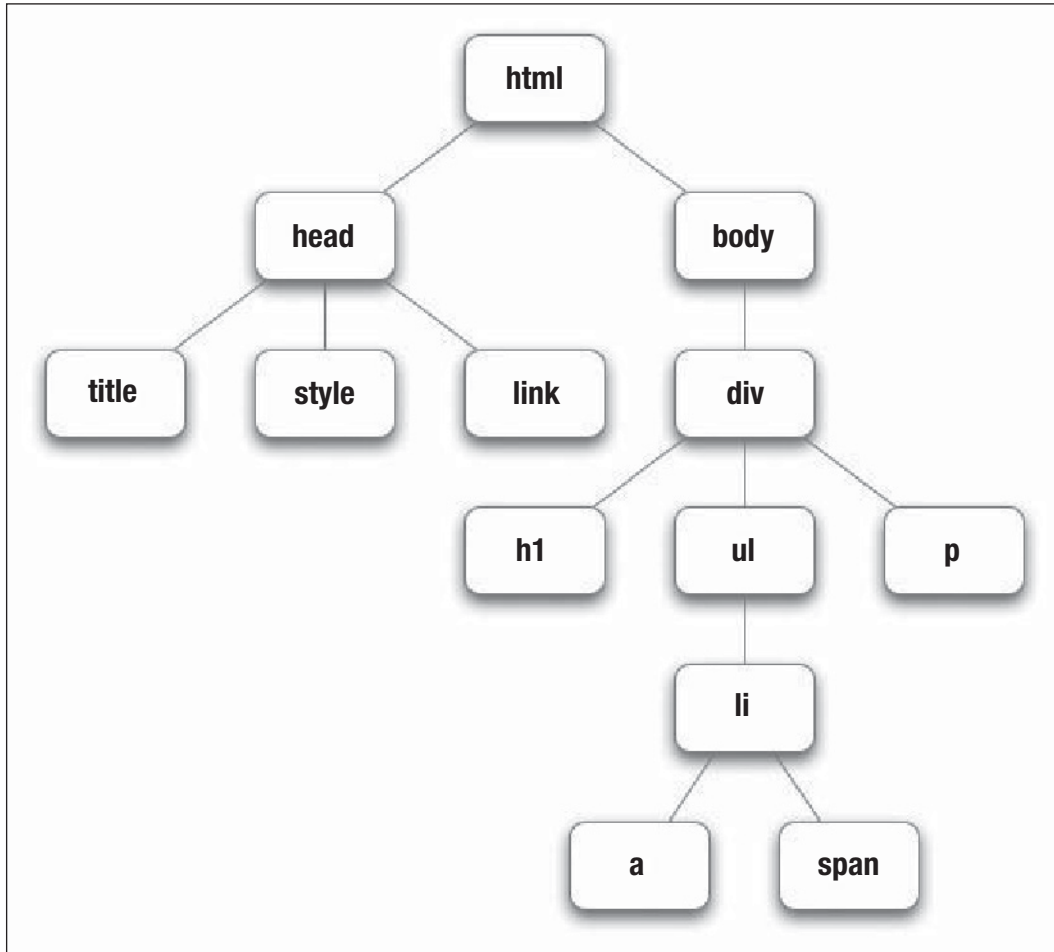 html
head
body
title
style
link
div
h1
ul
p
li
a
span